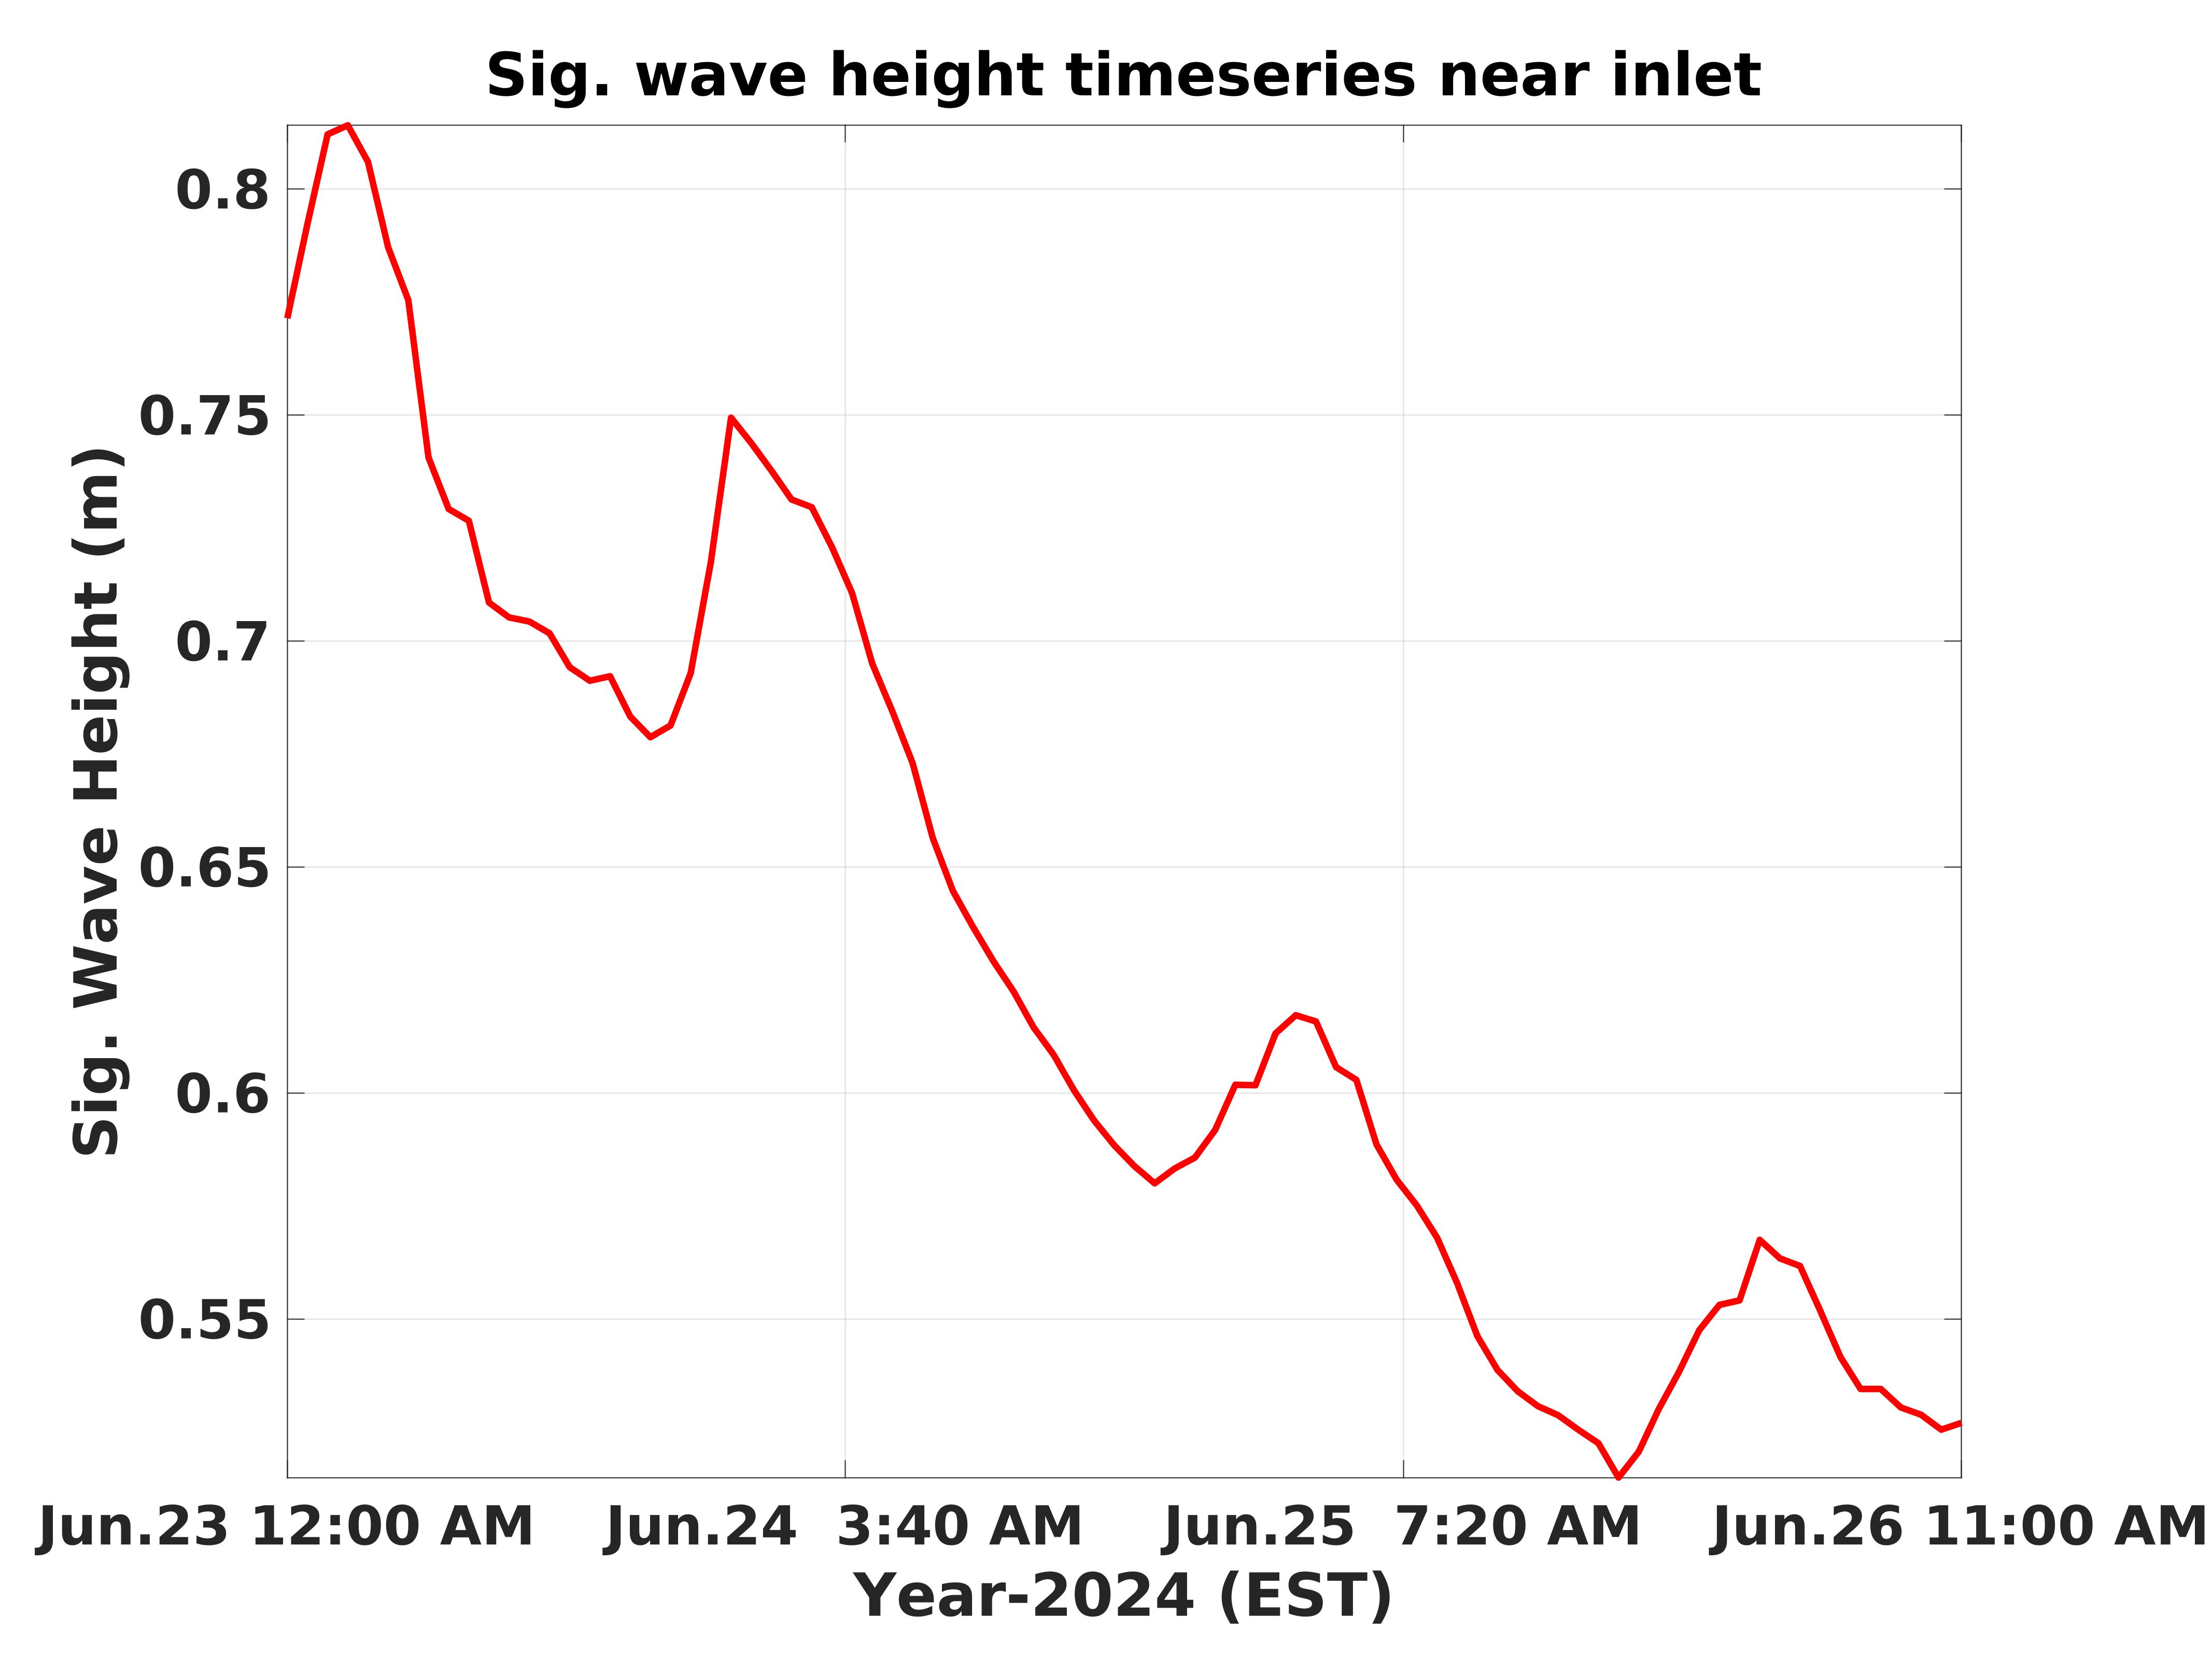 Sig. wave height timeseries near inlet
0.8
0.75
0.7
0.65
0.6
0.55
Sig. Wave Height (m)
Jun.23 12:00 AM Jun.24 3:40 AM Jun.25 7:20 AM Jun.26 11:00 AM
Year-2024 (EST)